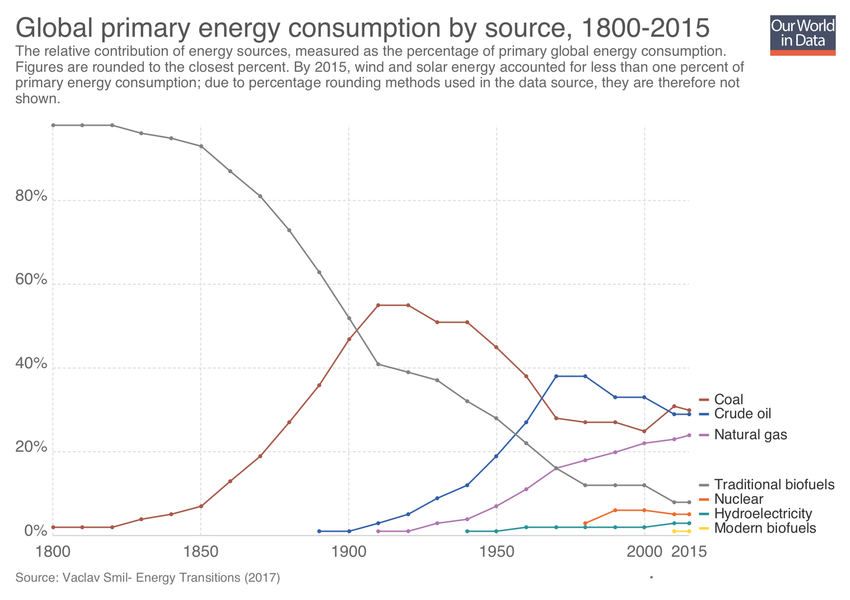 Global primary energy consumption by source, 1800-2015
Our World
in Data
The relative contribution of energy sources, measured as the percentage of primary global energy consumption.
Figures are rounded to the closest percent. By 2015, wind and solar energy accounted for less than one percent of
primary energy consumption; due to percentage rounding methods used in the data source, they are therefore not
shown.
80%
60%
40%
20%
0%
Coal
Crude oil
Natural gas
Traditional biofuels
Nuclear
Hydroelectricity
Modern biofuels
1800 1850 1900 1950 2000 2015
Source: Vaclav Smil- Energy Transitions (2017)